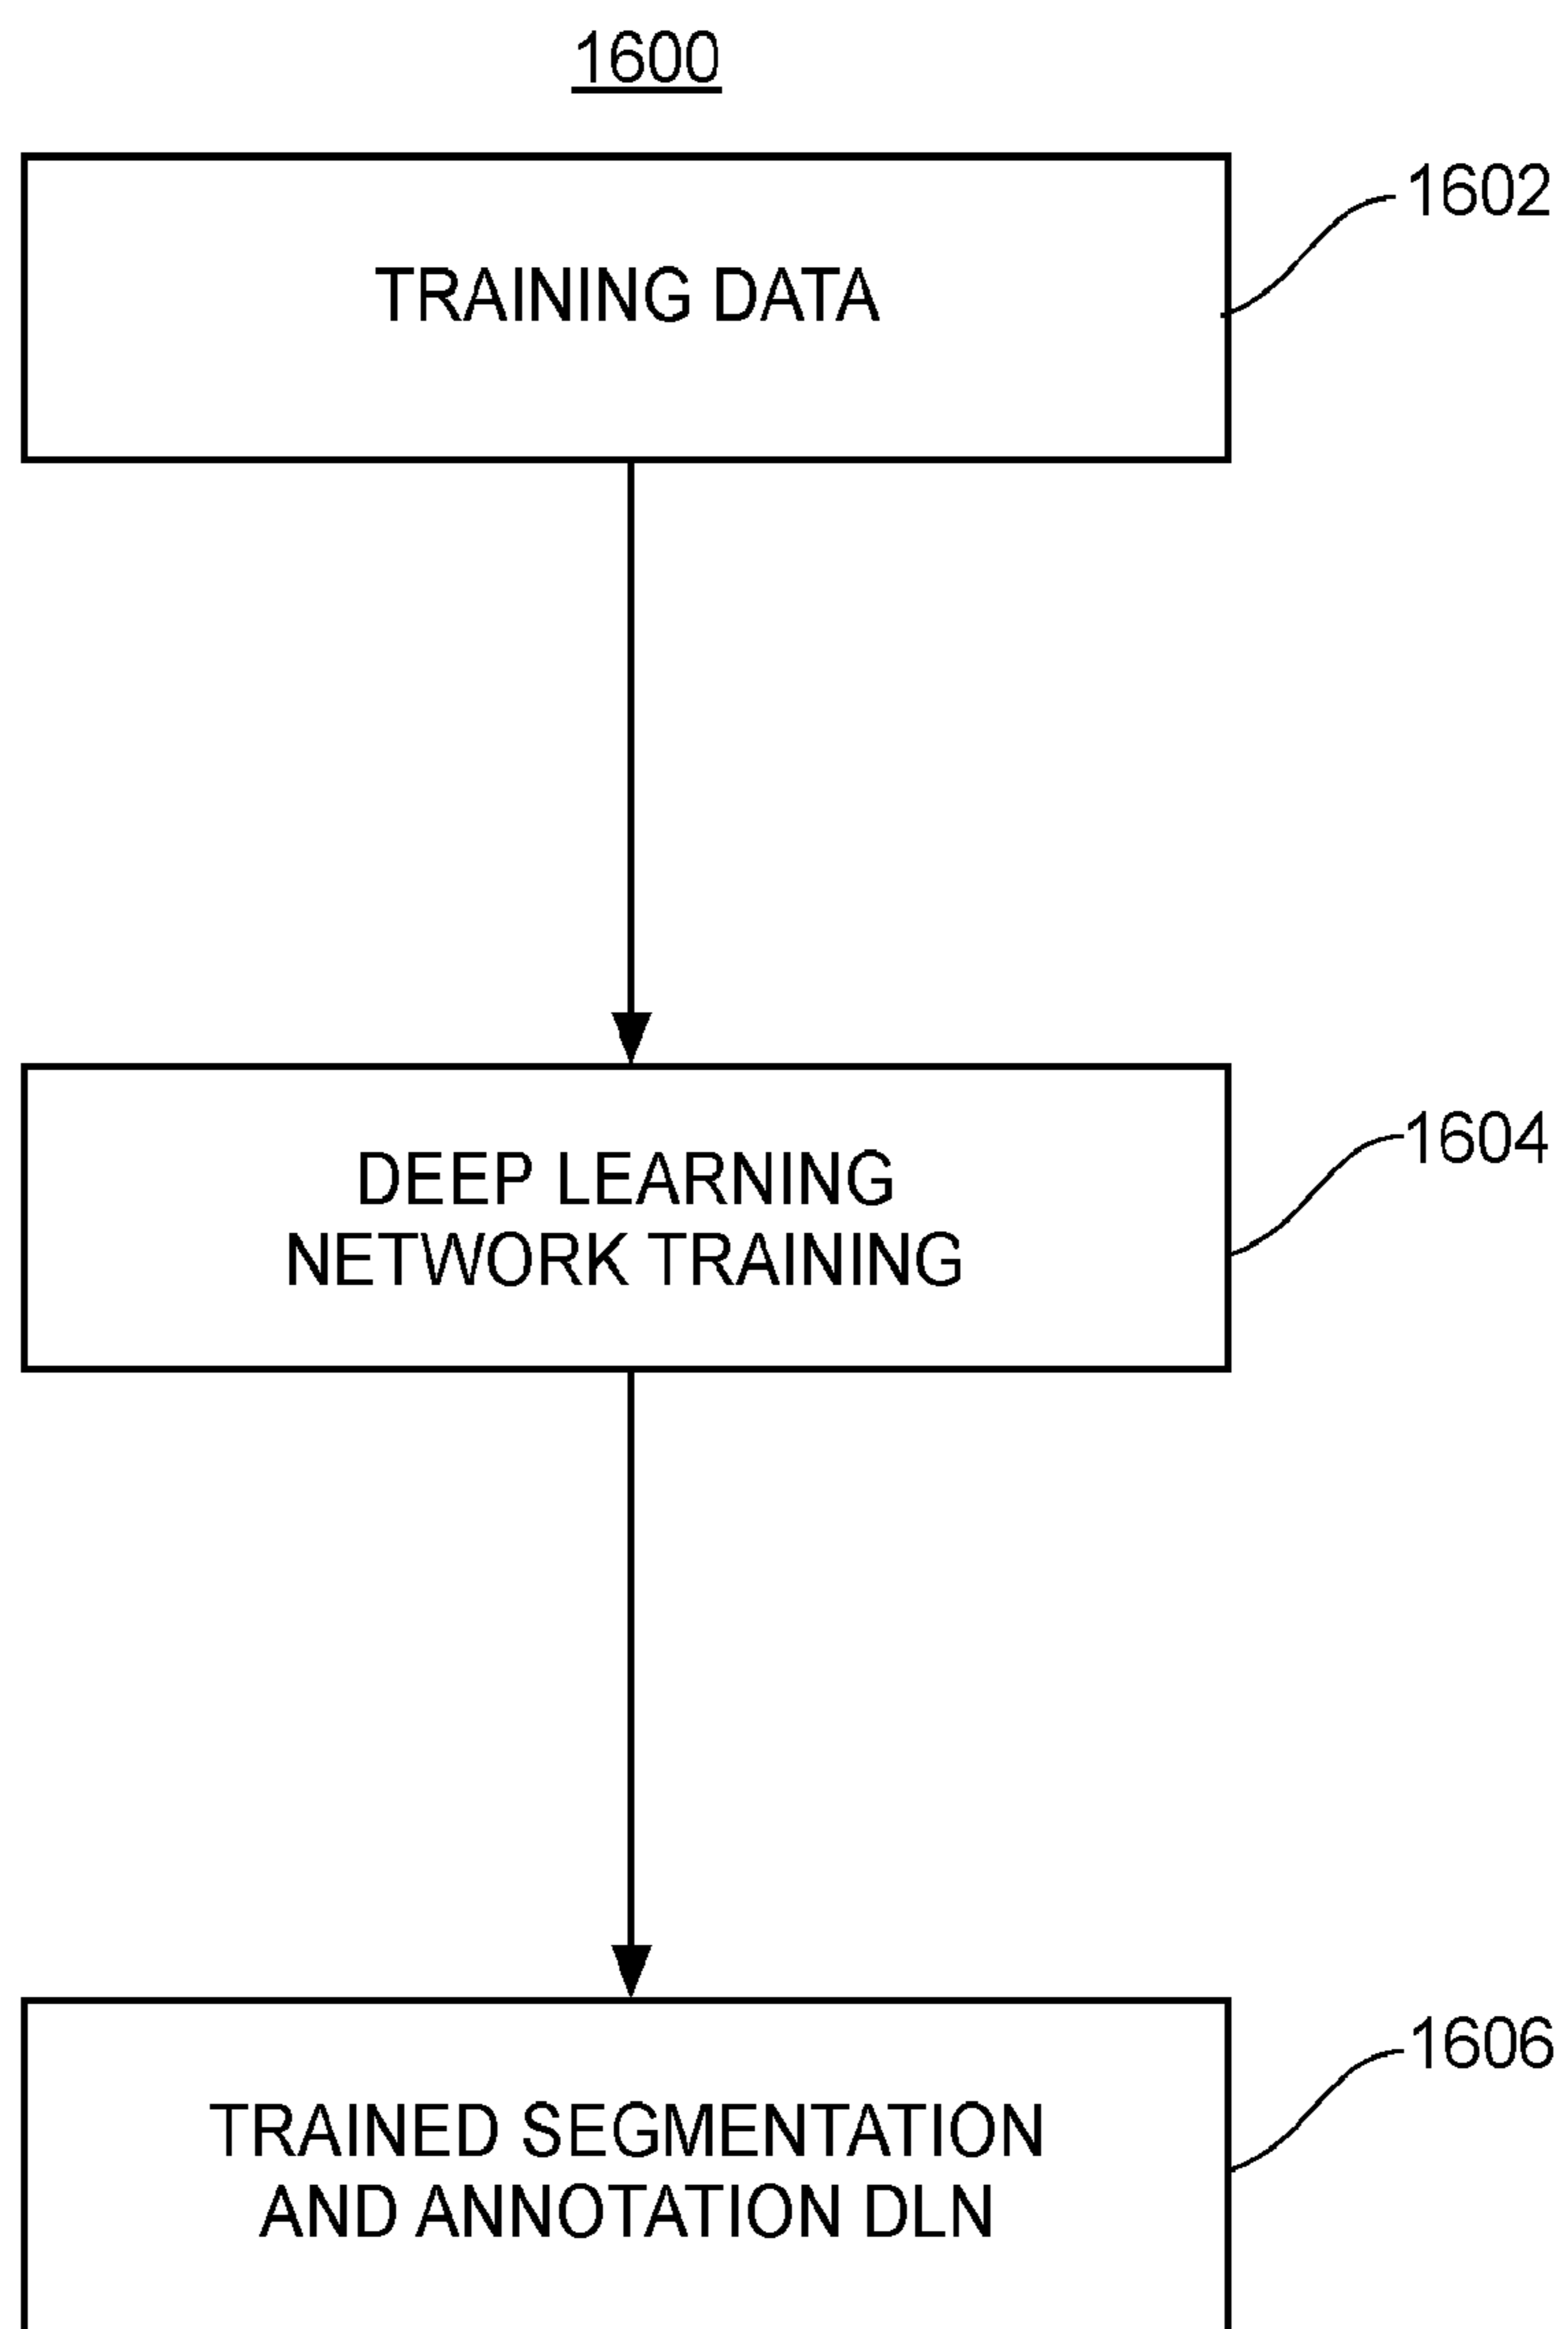 1600
TRAINING DATA
1602
DEEP LEARNING
NETWORK TRAINING
1604
TRAINED SEGMENTATION
AND ANNOTATION DLN
1606